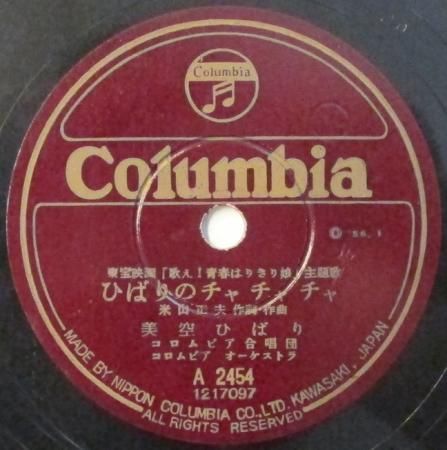 Columbia
Columbia
56.1
東宝映画「歌え!青春はりきり娘」主題歌
ひばりのチャチャチャ
米山正夫 作詞・作曲
美空ひばり
コロムビア合唱団
コロムビア オーケストラ
A 2454
1217097
MADE BY NIPPON COLUMBIA CO., LTD. KAWASAKI, JAPAN
ALL RIGHTS RESERVED